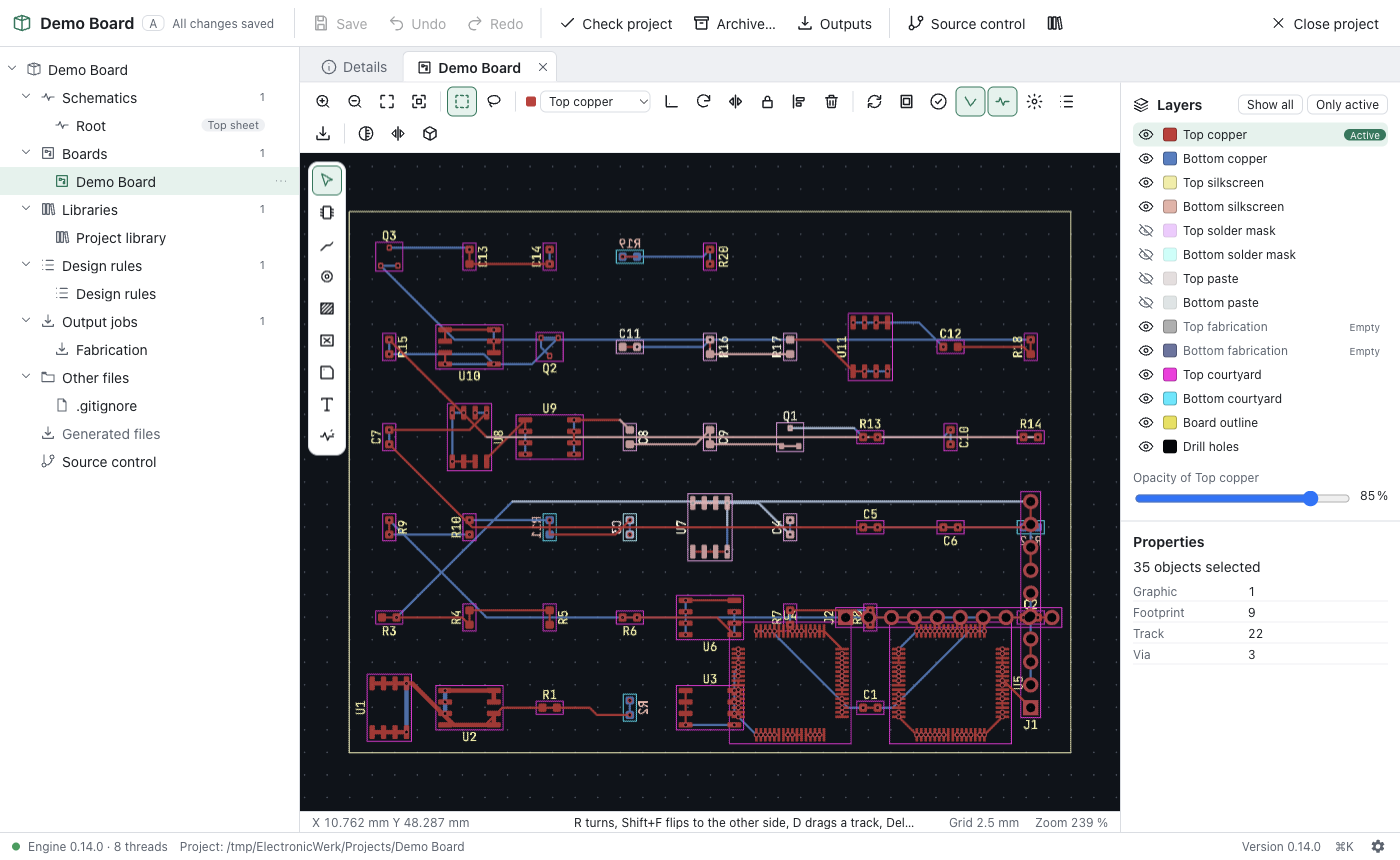 Demo Board A All changes saved Save Undo Redo Check project Archive... Outputs Source control Close project
Demo Board
Schematics 1
Root Top sheet
Boards 1
Demo Board ...
Libraries 1
Project library
Design rules 1
Design rules
Output jobs 1
Fabrication
Other files
.gitignore
Generated files
Source control
Details Demo Board
Top copper
Q3 C13 C14 R19 R20
R15 U10 Q2 C11 R16 R17 U11 C12 R18
C7 U8 U9 C8 C9 Q1 R13 C10 R14
R9 R10 R11 C3 U7 C4 C5 C6 R12
R3 R4 R5 R6 U6 R7 J2 R8 C2
U1 U2 R1 R2 U3 C1 U5 J1
Layers Show all Only active
Top copper Active
Bottom copper
Top silkscreen
Bottom silkscreen
Top solder mask
Bottom solder mask
Top paste
Bottom paste
Top fabrication Empty
Bottom fabrication Empty
Top courtyard
Bottom courtyard
Board outline
Drill holes
Opacity of Top copper
85 %
Properties
35 objects selected
Graphic 1
Footprint 9
Track 22
Via 3
X 10.762 mm Y 48.287 mm R turns, Shift+F flips to the other side, D drags a track, Del... Grid 2.5 mm Zoom 239 %
Engine 0.14.0 · 8 threads Project: /tmp/ElectronicWerk/Projects/Demo Board Version 0.14.0 ⌘K